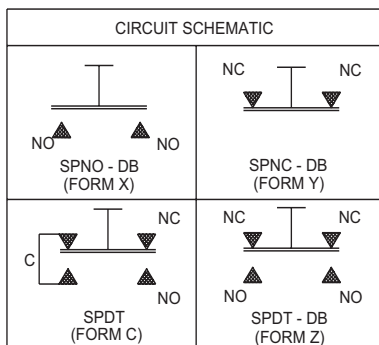 CIRCUIT SCHEMATIC
NO
NO
SPNO - DB
(FORM X)
NC
NC
SPNC - DB
(FORM Y)
NC
C
NO
SPDT
(FORM C)
NC
NC
NO
NO
SPDT - DB
(FORM Z)